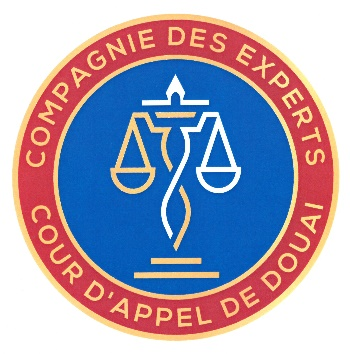 COMPAGNIE DES EXPERTS
COUR D'APPEL DE DOUAI